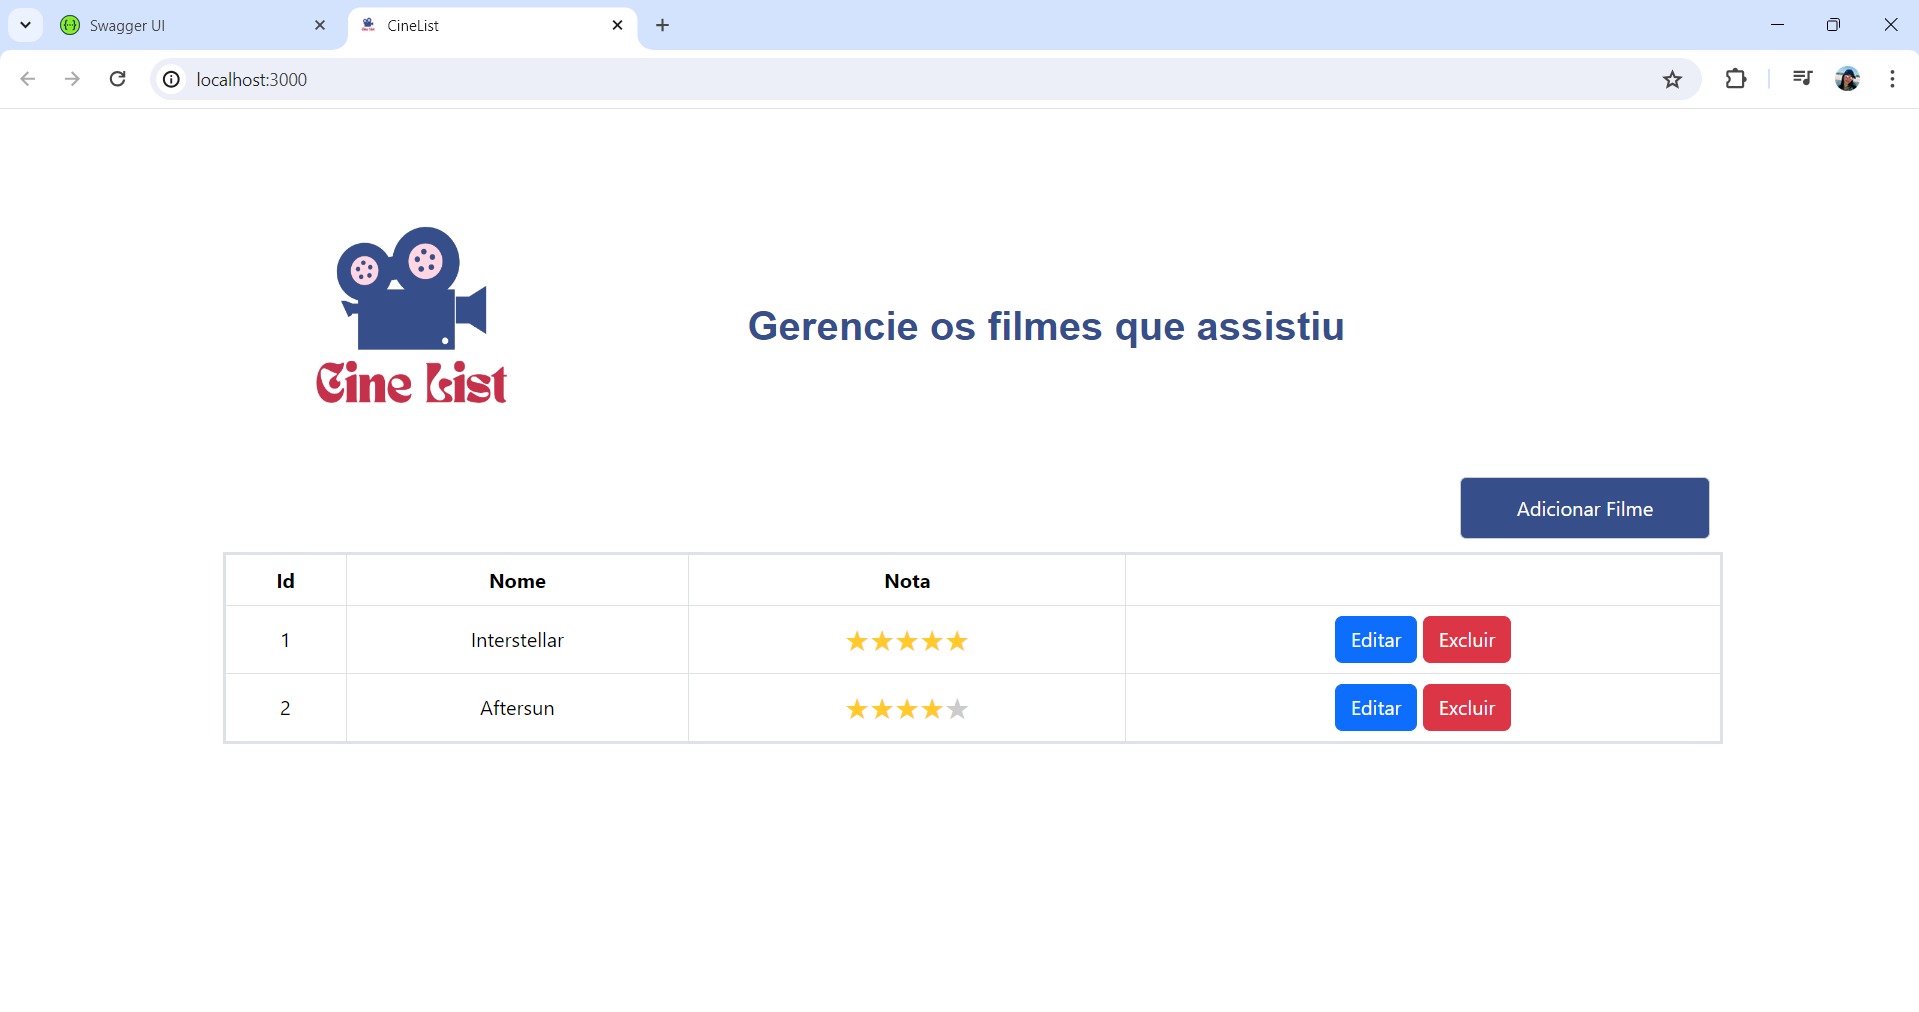 Swagger UI
CineList
localhost:3000
Cine List
Gerencie os filmes que assistiu
Adicionar Filme
Id Nome Nota
1 Interstellar ★★★★★ Editar Excluir
2 Aftersun ★★★★★ Editar Excluir